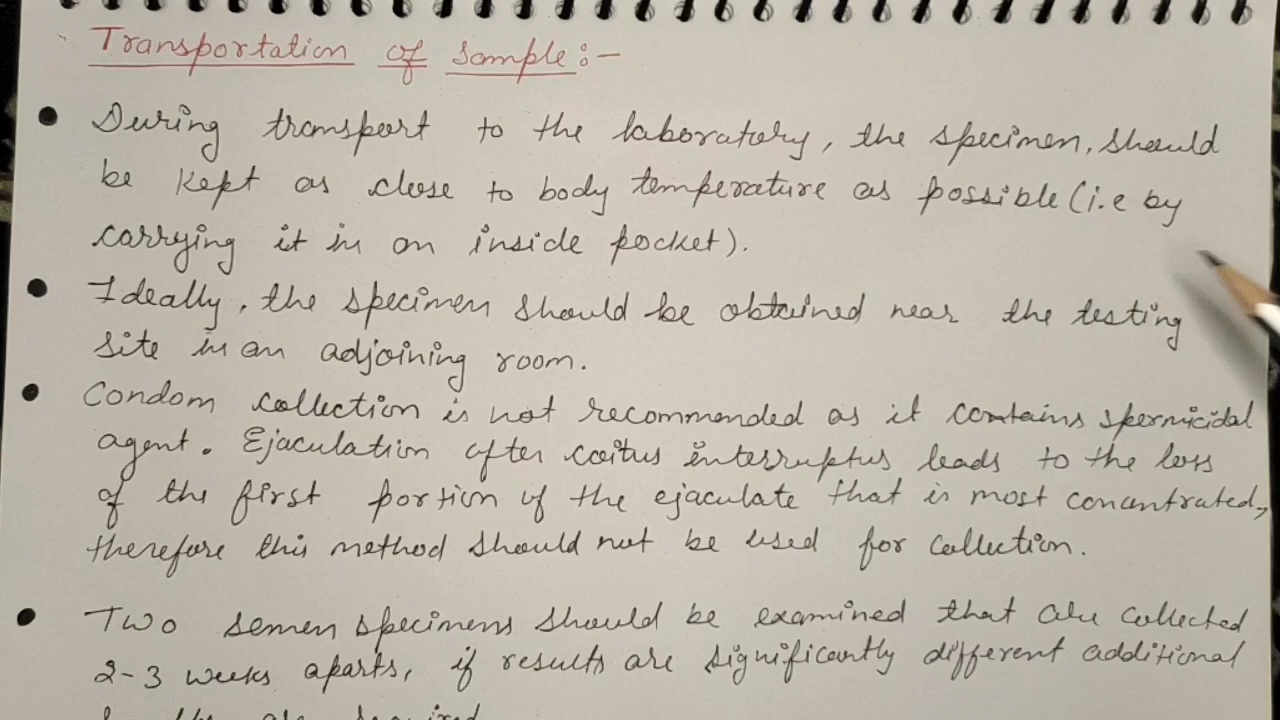 Transportation of Sample:-
• During transport to the laboratory, the specimen, should
be kept as close to body temperature as possible (i.e by
carrying it in an inside pocket).
• Ideally, the specimen should be obtained near the testing
site in an adjoining room.
• Condom collection is not recommended as it contains spermicidal
agent. Ejaculation after coitus interruptus leads to the loss
of the first portion of the ejaculate that is most concentrated,
therefore this method should not be used for collection.
• Two semen specimens should be examined that are collected
2-3 weeks aparts, if results are significantly different additional
are required